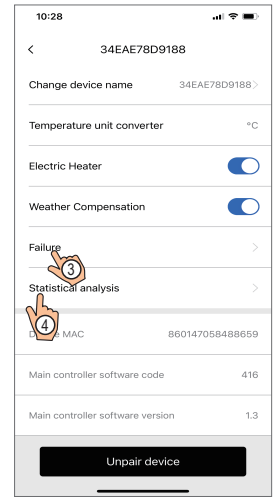 10:28
34EAE78D9188
Change device name 34EAE78D9188
Temperature unit converter °C
Electric Heater
Weather Compensation
Failure
3
Statistical analysis
4
MAC 860147058488659
Main controller software code 416
Main controller software version 1.3
Unpair device